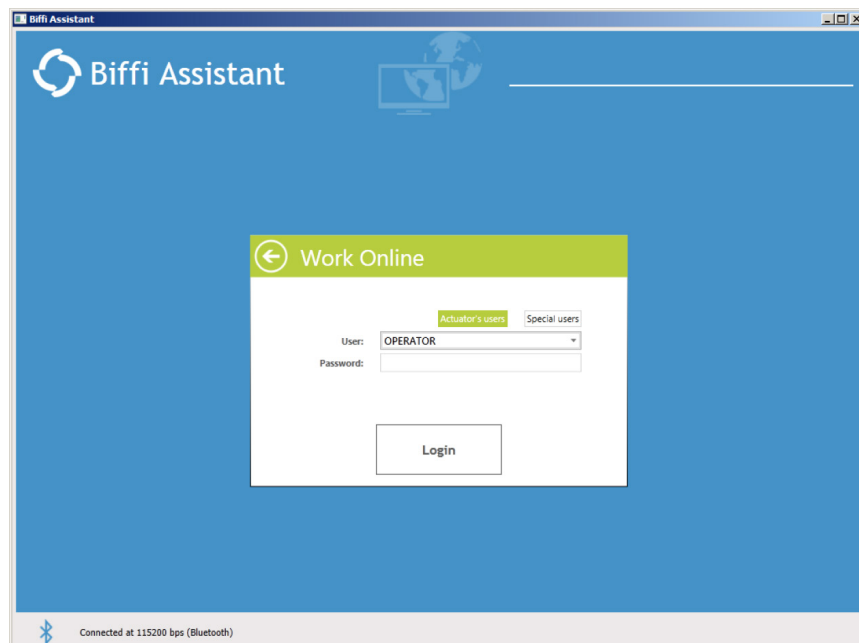 Biffi Assistant
Biffi Assistant
Work Online
Actuator's users Special users
User: OPERATOR
Password:
Login
Connected at 115200 bps (Bluetooth)